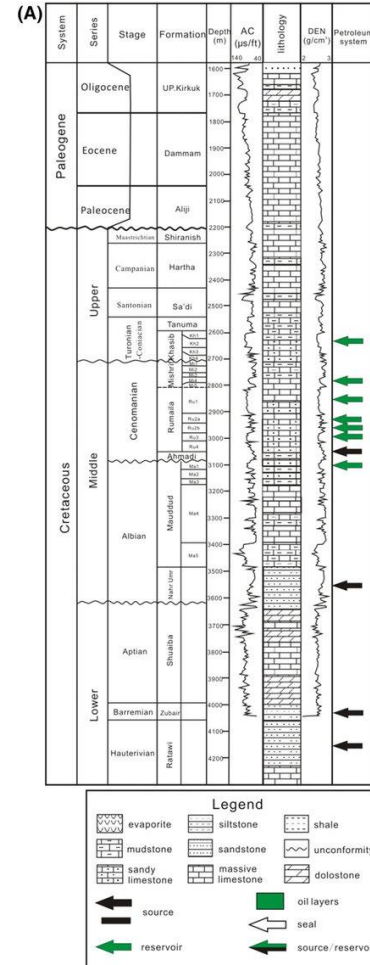 (A)
System
Series
Stage
Formation
Depth (m)
AC (μs/ft)
140 40
lithology
DEN (g/cm³)
2 3
Petroleum system
Paleogene
Oligocene
UP.Kirkuk
Eocene
Dammam
Paleocene
Aliji
Cretaceous
Upper
Maastrichtian
Shiranish
Campanian
Hartha
Santonian
Sa'di
Turonian -Coniacian
Tanuma
Khasib
Kh1
Kh2
Kh3
Middle
Cenomanian
Mishrif
Rumaila
Ru1
Ru2a
Ru2b
Ru3
Ru4
Ahmadi
Albian
Mauddud
Ma1
Ma2
Ma3
Ma4
Ma5
Nahr Umr
Lower
Aptian
Shuaiba
Barremian
Zubair
Hauterivian
Ratawi
1600
1700
1800
1900
2000
2100
2200
2300
2400
2500
2600
2700
2800
2900
3000
3100
3200
3300
3400
3500
3600
3700
3800
3900
4000
4100
4200
Legend
evaporite
siltstone
shale
mudstone
sandstone
unconformity
sandy limestone
massive limestone
dolostone
source
oil layers
seal
reservoir
source/reservoir